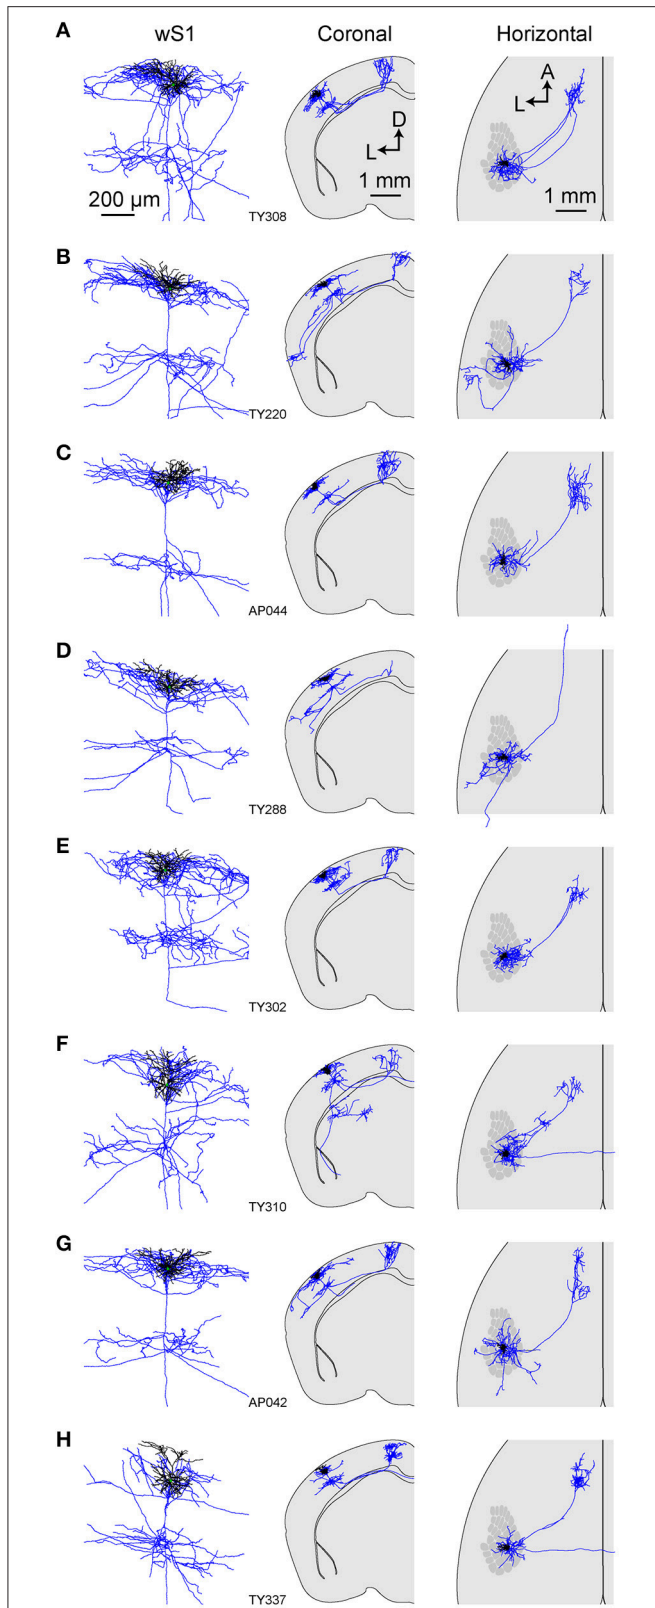 A wS1 Coronal Horizontal
A
D
L
L
200 µm 1 mm 1 mm
TY308
B
TY220
C
AP044
D
TY288
E
TY302
F
TY310
G
AP042
H
TY337